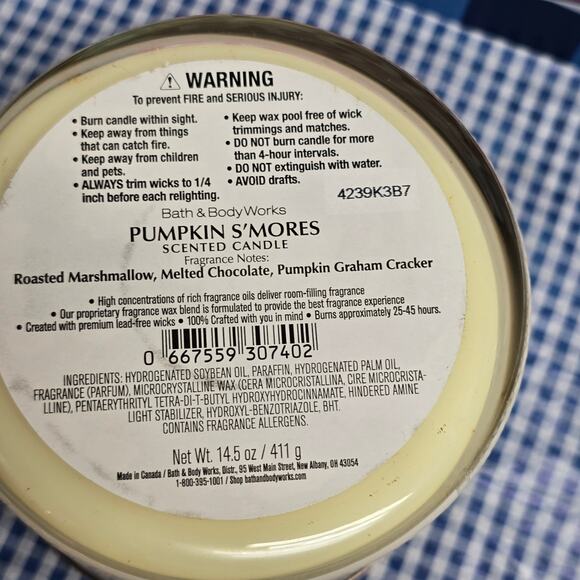 ⚠ WARNING
To prevent FIRE and SERIOUS INJURY:
• Burn candle within sight.
• Keep away from things
that can catch fire.
• Keep away from children
and pets.
• ALWAYS trim wicks to 1/4
inch before each relighting.
• Keep wax pool free of wick
trimmings and matches.
• DO NOT burn candle for more
than 4-hour intervals.
• DO NOT extinguish with water.
• AVOID drafts.
4239K3B7
Bath & Body Works
PUMPKIN S'MORES
SCENTED CANDLE
Fragrance Notes:
Roasted Marshmallow, Melted Chocolate, Pumpkin Graham Cracker
• High concentrations of rich fragrance oils deliver room-filling fragrance
• Our proprietary fragrance wax blend is formulated to provide the best fragrance experience
• Created with premium lead-free wicks • 100% Crafted with you in mind • Burns approximately 25-45 hours.
0 667559 307402
INGREDIENTS: HYDROGENATED SOYBEAN OIL, PARAFFIN, HYDROGENATED PALM OIL,
FRAGRANCE (PARFUM), MICROCRYSTALLINE WAX (CERA MICROCRISTALLINA, CIRE MICROCRISTA-
LLINE), PENTAERYTHRITYL TETRA-DI-T-BUTYL HYDROXYHYDROCINNAMATE, HINDERED AMINE
LIGHT STABILIZER, HYDROXYL-BENZOTRIAZOLE, BHT.
CONTAINS FRAGRANCE ALLERGENS.
Net Wt. 14.5 oz / 411 g
Made in Canada / Bath & Body Works, Distr., 95 West Main Street, New Albany, OH 43054
1-800-395-1001 / Shop bathandbodyworks.com